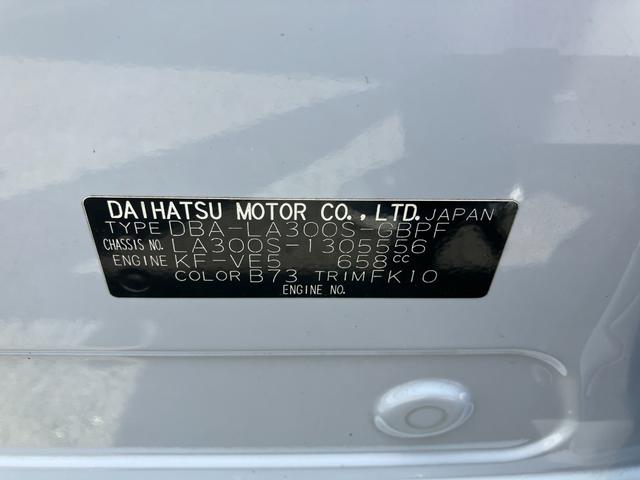 DAIHATSU MOTOR CO., LTD. JAPAN
TYPE DBA-LA300S-GBPF
CHASSIS NO. LA300S-1305556
ENGINE KF-VE5 658cc
COLOR B73 TRIM FK10
ENGINE NO.